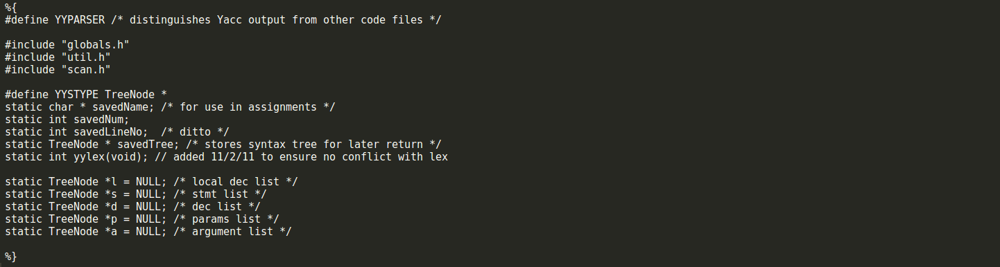 %{
#define YYPARSER /* distinguishes Yacc output from other code files */
#include "globals.h"
#include "util.h"
#include "scan.h"
#define YYSTYPE TreeNode *
static char * savedName; /* for use in assignments */
static int savedNum;
static int savedLineNo;  /* ditto */
static TreeNode * savedTree; /* stores syntax tree for later return */
static int yylex(void); // added 11/2/11 to ensure no conflict with lex
static TreeNode *l = NULL; /* local dec list */
static TreeNode *s = NULL; /* stmt list */
static TreeNode *d = NULL; /* dec list */
static TreeNode *p = NULL; /* params list */
static TreeNode *a = NULL; /* argument list */
%}